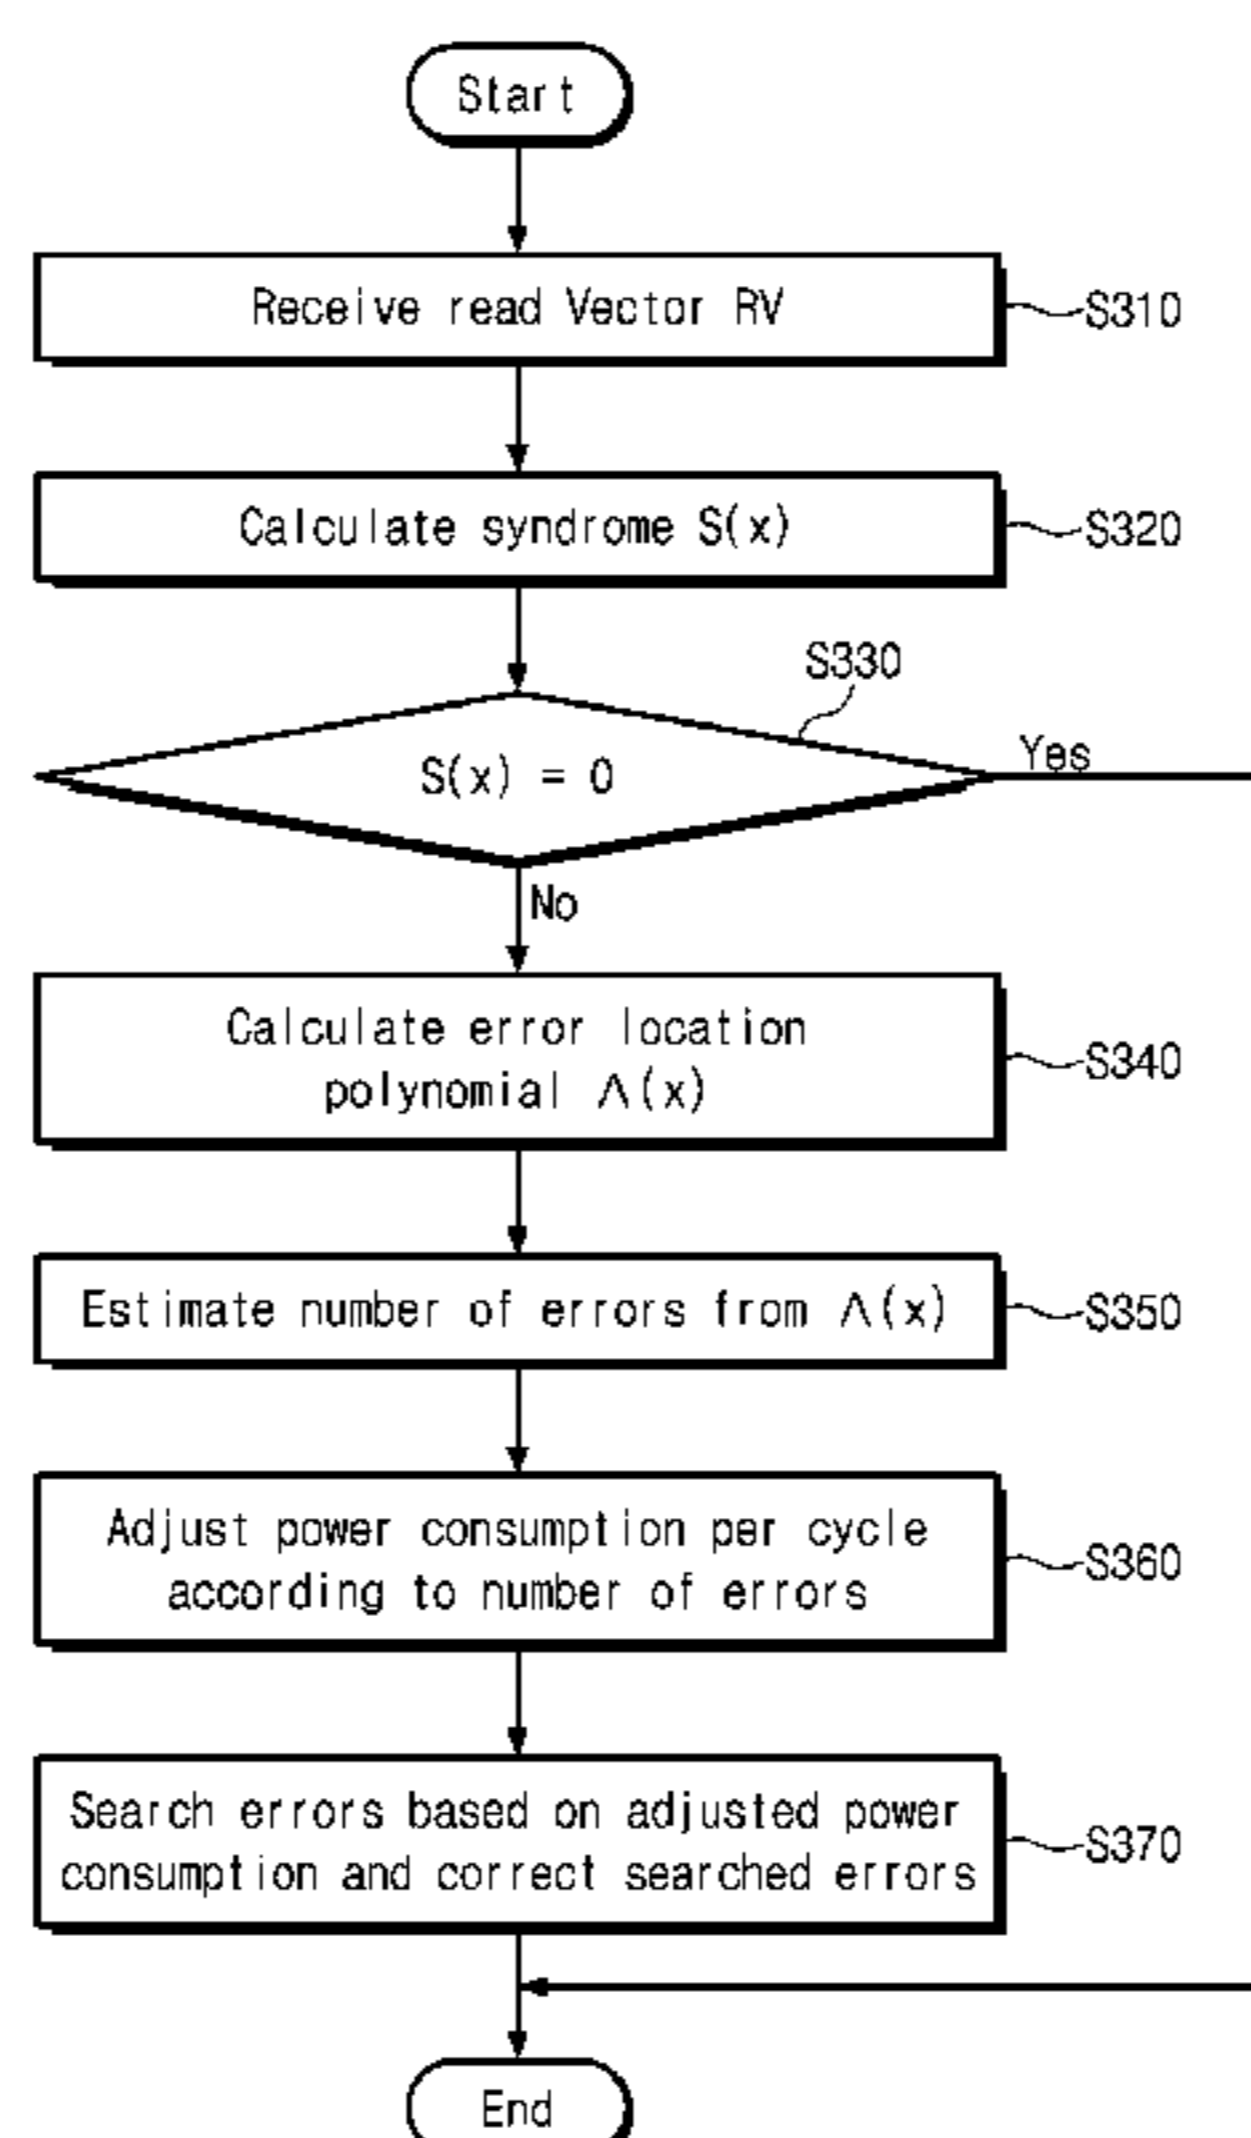 Start
Receive read Vector RV
S310
Calculate syndrome S(x)
S320
S330
S(x) = 0
Yes
No
Calculate error location
polynomial Λ(x)
S340
Estimate number of errors from Λ(x)
S350
Adjust power consumption per cycle
according to number of errors
S360
Search errors based on adjusted power
consumption and correct searched errors
S370
End